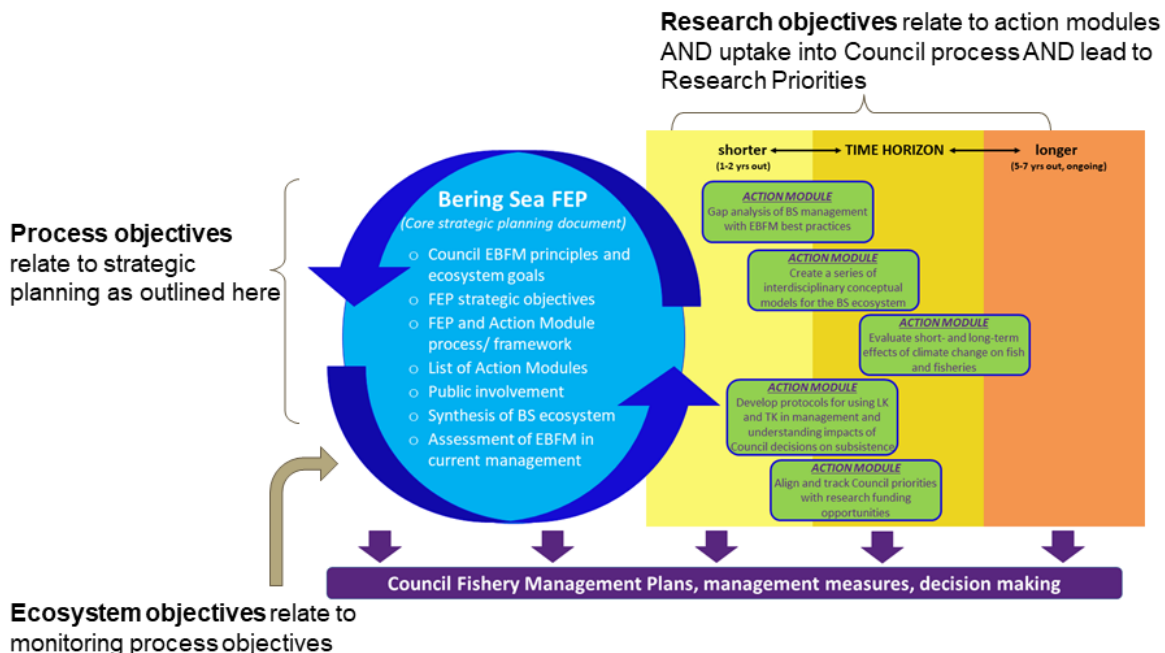 Research objectives relate to action modules
AND uptake into Council process AND lead to
Research Priorities
shorter
(1-2 yrs out)
TIME HORIZON
longer
(5-7 yrs out, ongoing)
Bering Sea FEP
(Core strategic planning document)
o Council EBFM principles and
ecosystem goals
o FEP strategic objectives
o FEP and Action Module
process/ framework
o List of Action Modules
o Public involvement
o Synthesis of BS ecosystem
o Assessment of EBFM in
current management
Process objectives
relate to strategic
planning as outlined here
ACTION MODULE
Gap analysis of BS management
with EBFM best practices
ACTION MODULE
Create a series of
interdisciplinary conceptual
models for the BS ecosystem
ACTION MODULE
Evaluate short- and long-term
effects of climate change on fish
and fisheries
ACTION MODULE
Develop protocols for using LK
and TK in management and
understanding impacts of
Council decisions on subsistence
ACTION MODULE
Align and track Council priorities
with research funding
opportunities
Council Fishery Management Plans, management measures, decision making
Ecosystem objectives relate to
monitoring process objectives